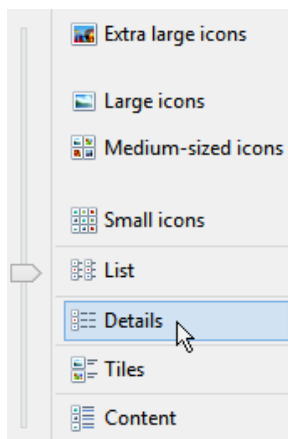 Extra large icons
Large icons
Medium-sized icons
Small icons
List
Details
Tiles
Content